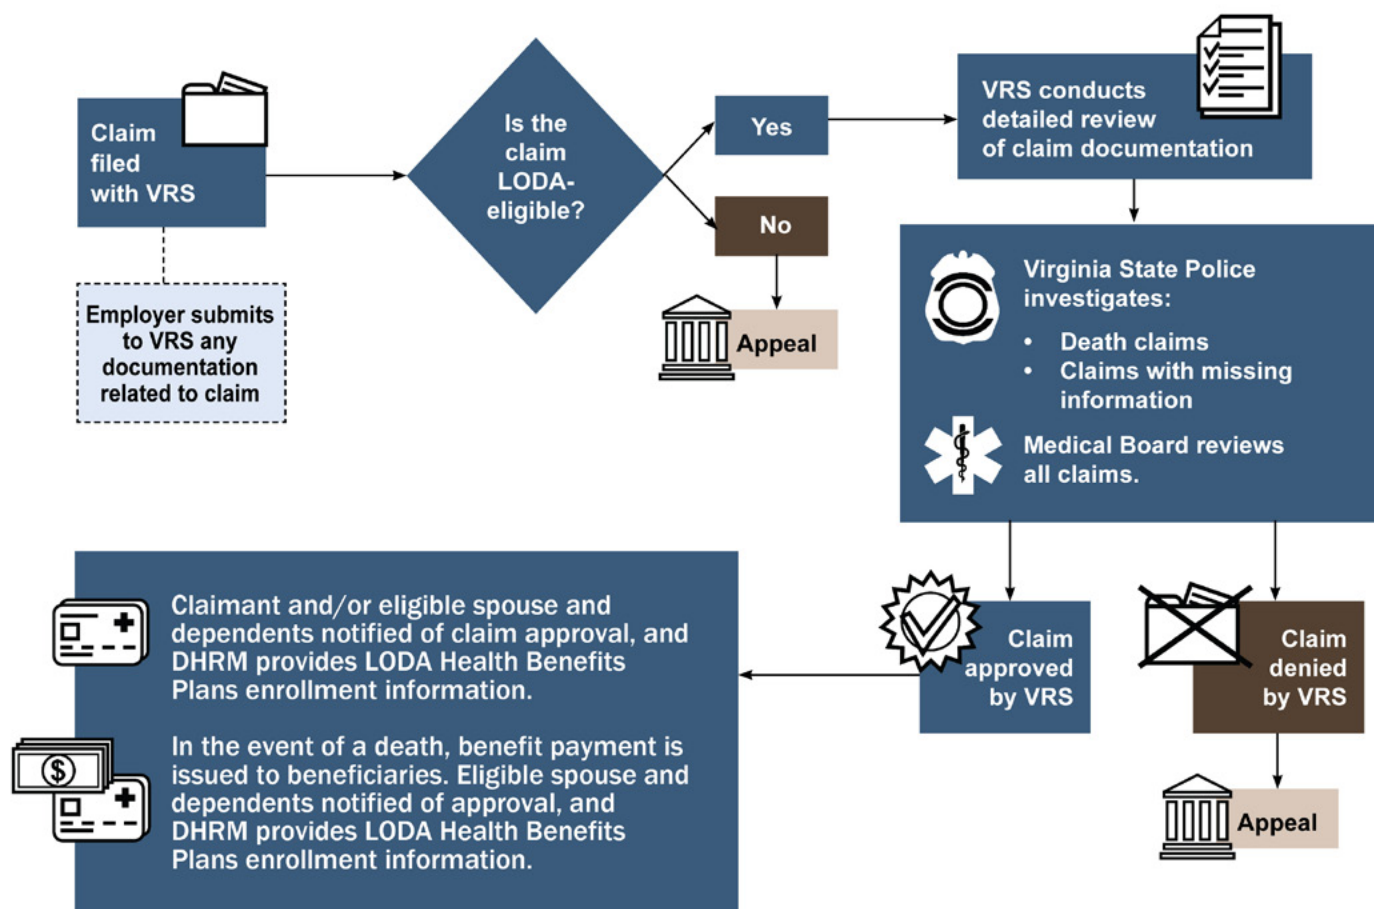 Claim
filed
with VRS
Employer submits
to VRS any
documentation
related to claim
Is the
claim
LODA-
eligible?
Yes
No
Appeal
VRS conducts
detailed review
of claim documentation
Virginia State Police
investigates:
• Death claims
• Claims with missing
information
Medical Board reviews
all claims.
Claim
approved
by VRS
Claim
denied
by VRS
Appeal
Claimant and/or eligible spouse and
dependents notified of claim approval, and
DHRM provides LODA Health Benefits
Plans enrollment information.
$
In the event of a death, benefit payment is
issued to beneficiaries. Eligible spouse and
dependents notified of approval, and
DHRM provides LODA Health Benefits
Plans enrollment information.